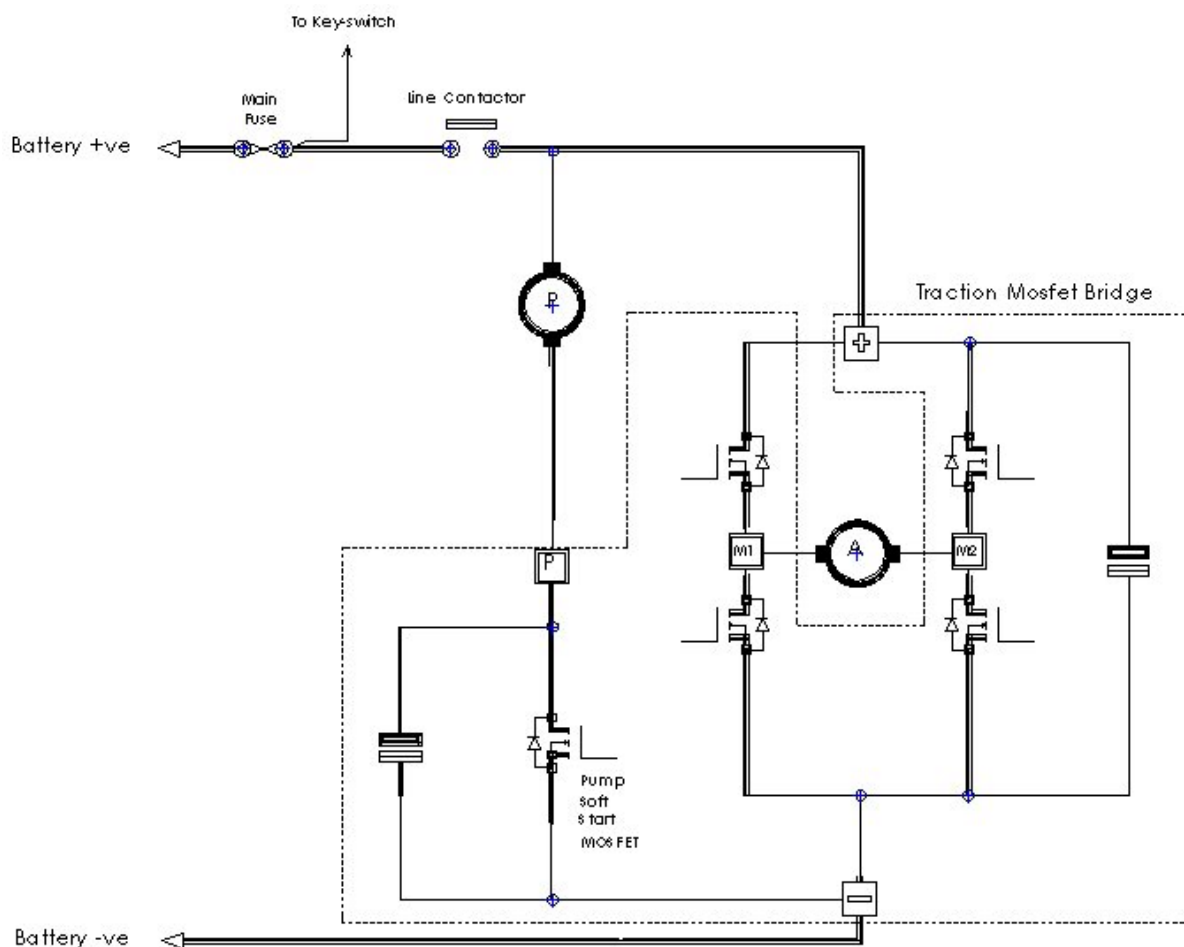 To Key-switch
Main
Fuse
Line Contactor
Battery +ve
P
Traction Mosfet Bridge
M1
A
M2
P
Pump
Soft
Start
MOSFET
Battery -ve